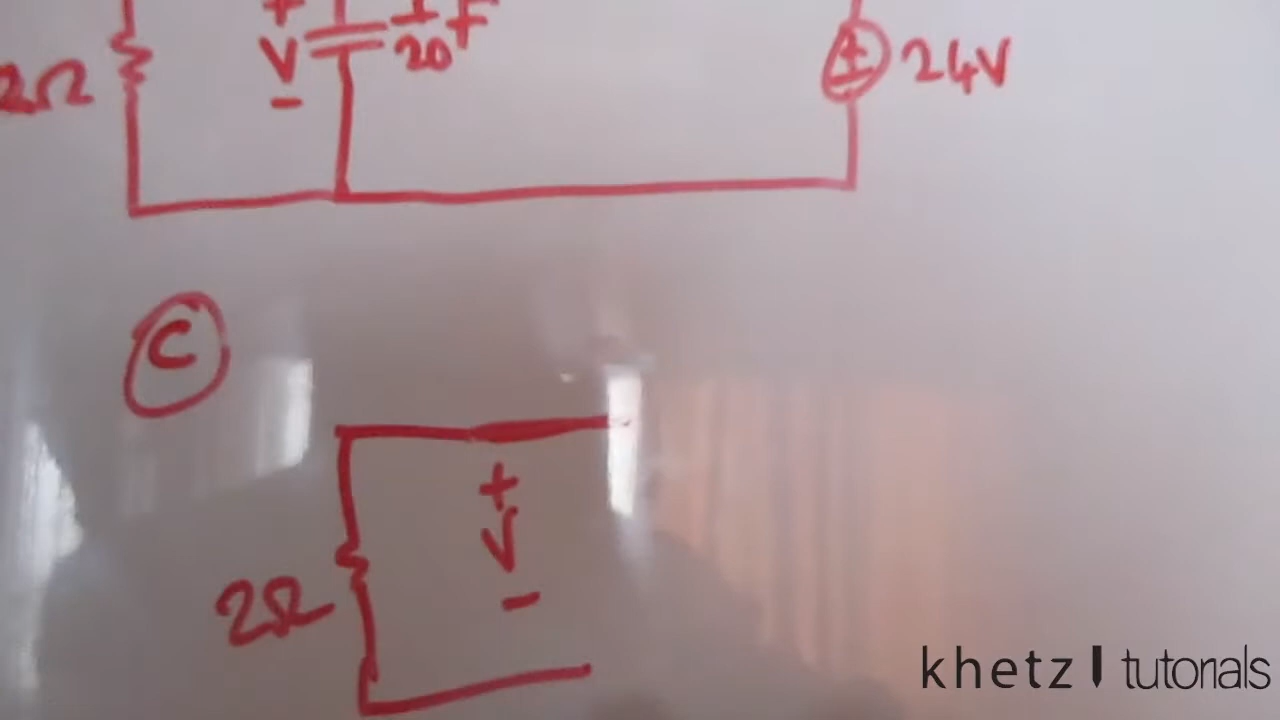 2Ω
+
V
-
1/20 F
± 24V
C
+
V
-
2Ω
khetz tutorials